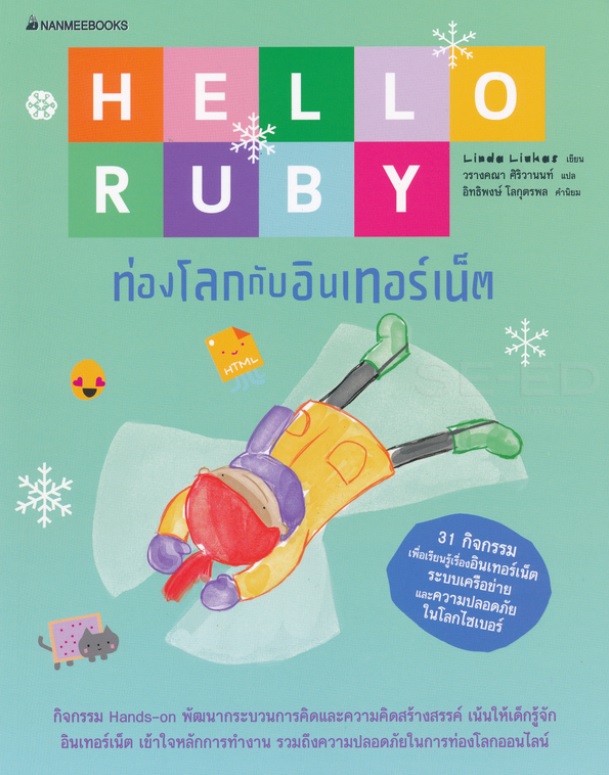 NANMEEBOOKS
HELLO
RUBY
Linda Liukas เขียน
วรางคณา ศิริวานนท์ แปล
อิทธิพงษ์ โลกุตรพล คำนิยม
ท่องโลกกับอินเทอร์เน็ต
HTML
SE-ED
31 กิจกรรม
เพื่อเรียนรู้เรื่องอินเทอร์เน็ต
ระบบเครือข่าย
และความปลอดภัย
ในโลกไซเบอร์
กิจกรรม Hands-on พัฒนากระบวนการคิดและความคิดสร้างสรรค์ เน้นให้เด็กรู้จัก
อินเทอร์เน็ต เข้าใจหลักการทำงาน รวมถึงความปลอดภัยในการท่องโลกออนไลน์